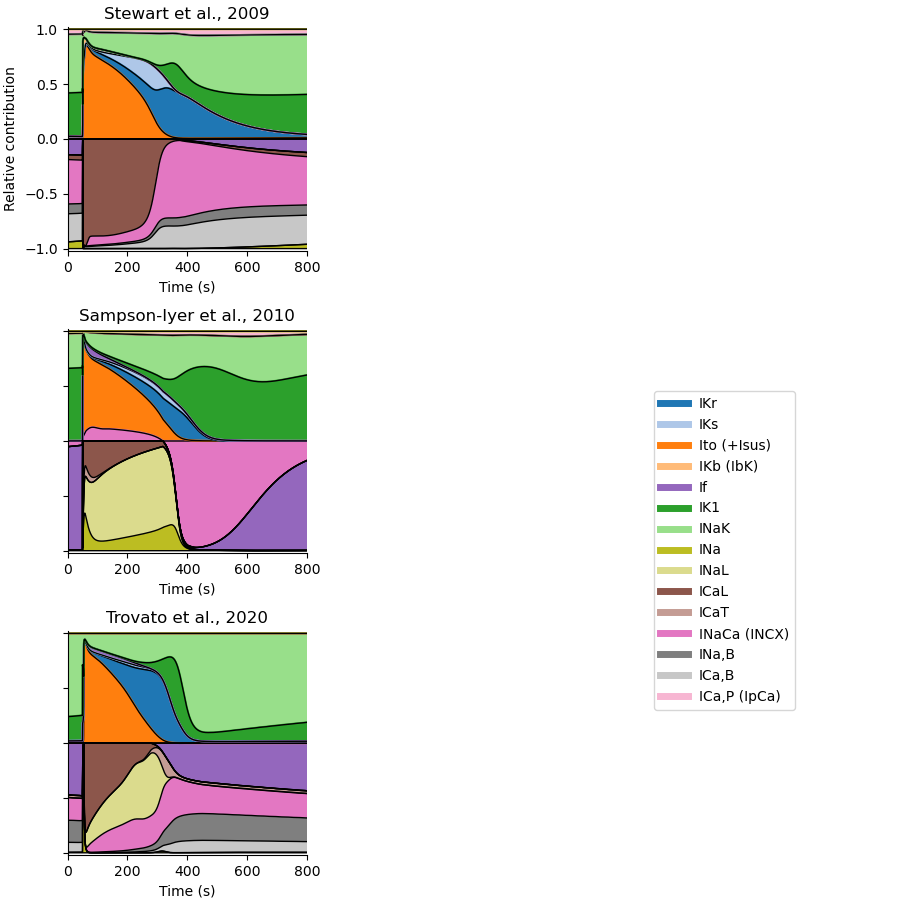 Stewart et al., 2009
1.0
0.5
0.0
−0.5
−1.0
Relative contribution
0 200 400 600 800
Time (s)
Sampson-Iyer et al., 2010
0 200 400 600 800
Time (s)
Trovato et al., 2020
0 200 400 600 800
Time (s)
IKr
IKs
Ito (+Isus)
IKb (IbK)
If
IK1
INaK
INa
INaL
ICaL
ICaT
INaCa (INCX)
INa,B
ICa,B
ICa,P (IpCa)